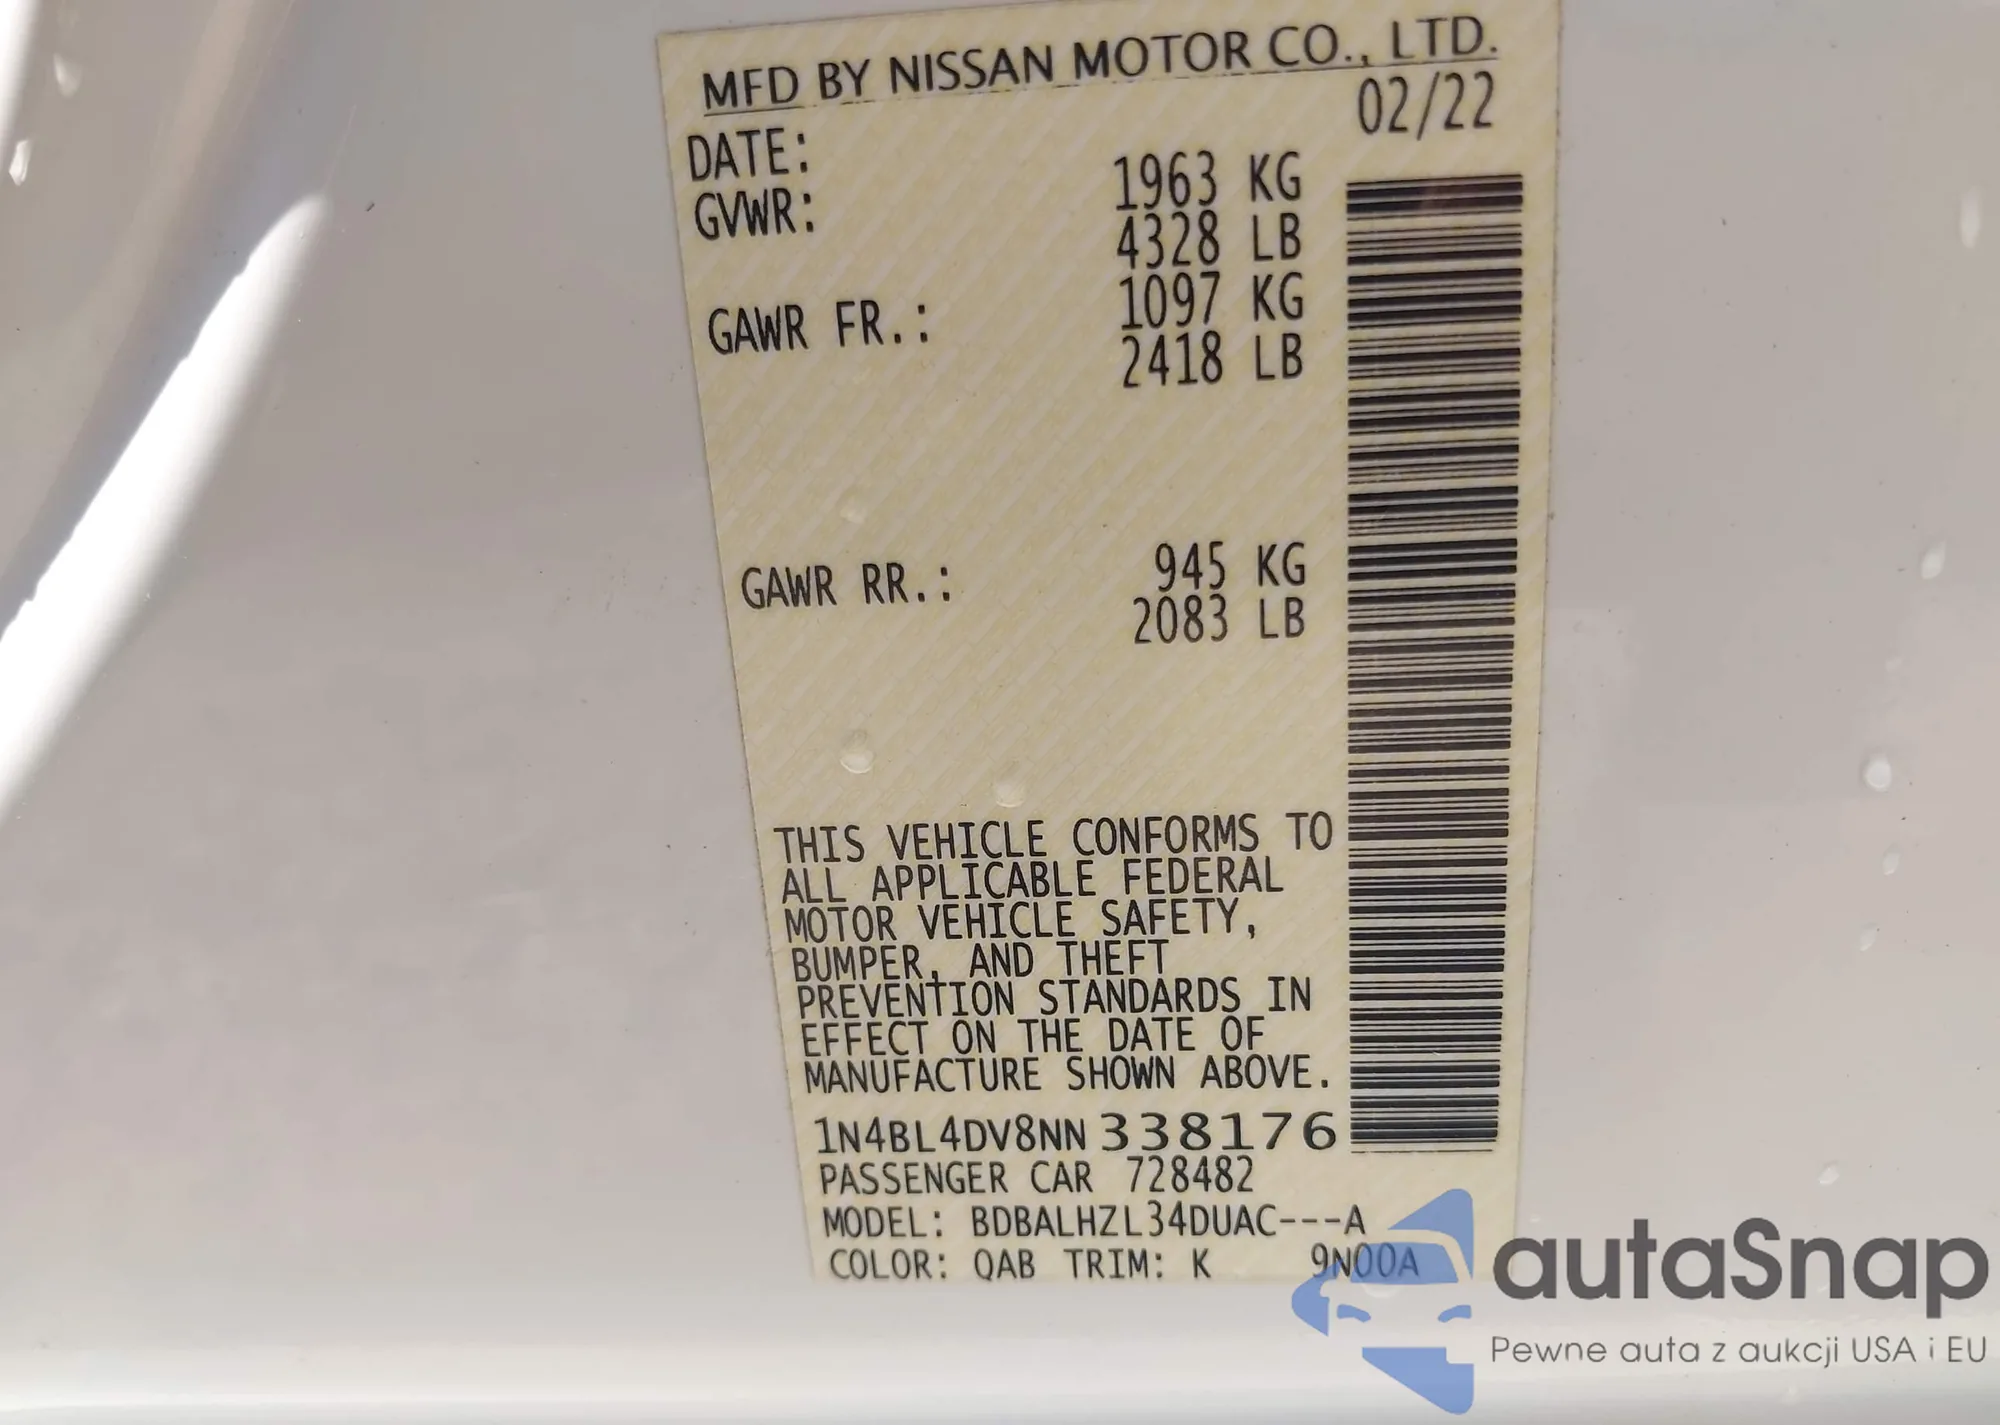 MFD BY NISSAN MOTOR CO., LTD.
DATE: 02/22
GVWR: 1963 KG
4328 LB
GAWR FR.: 1097 KG
2418 LB
GAWR RR.: 945 KG
2083 LB
THIS VEHICLE CONFORMS TO
ALL APPLICABLE FEDERAL
MOTOR VEHICLE SAFETY,
BUMPER, AND THEFT
PREVENTION STANDARDS IN
EFFECT ON THE DATE OF
MANUFACTURE SHOWN ABOVE.
1N4BL4DV8NN338176
PASSENGER CAR 728482
MODEL: BDBALHZL34DUAC---A
COLOR: QAB TRIM: K 9N00A
autaSnap
Pewne auta z aukcji USA i EU